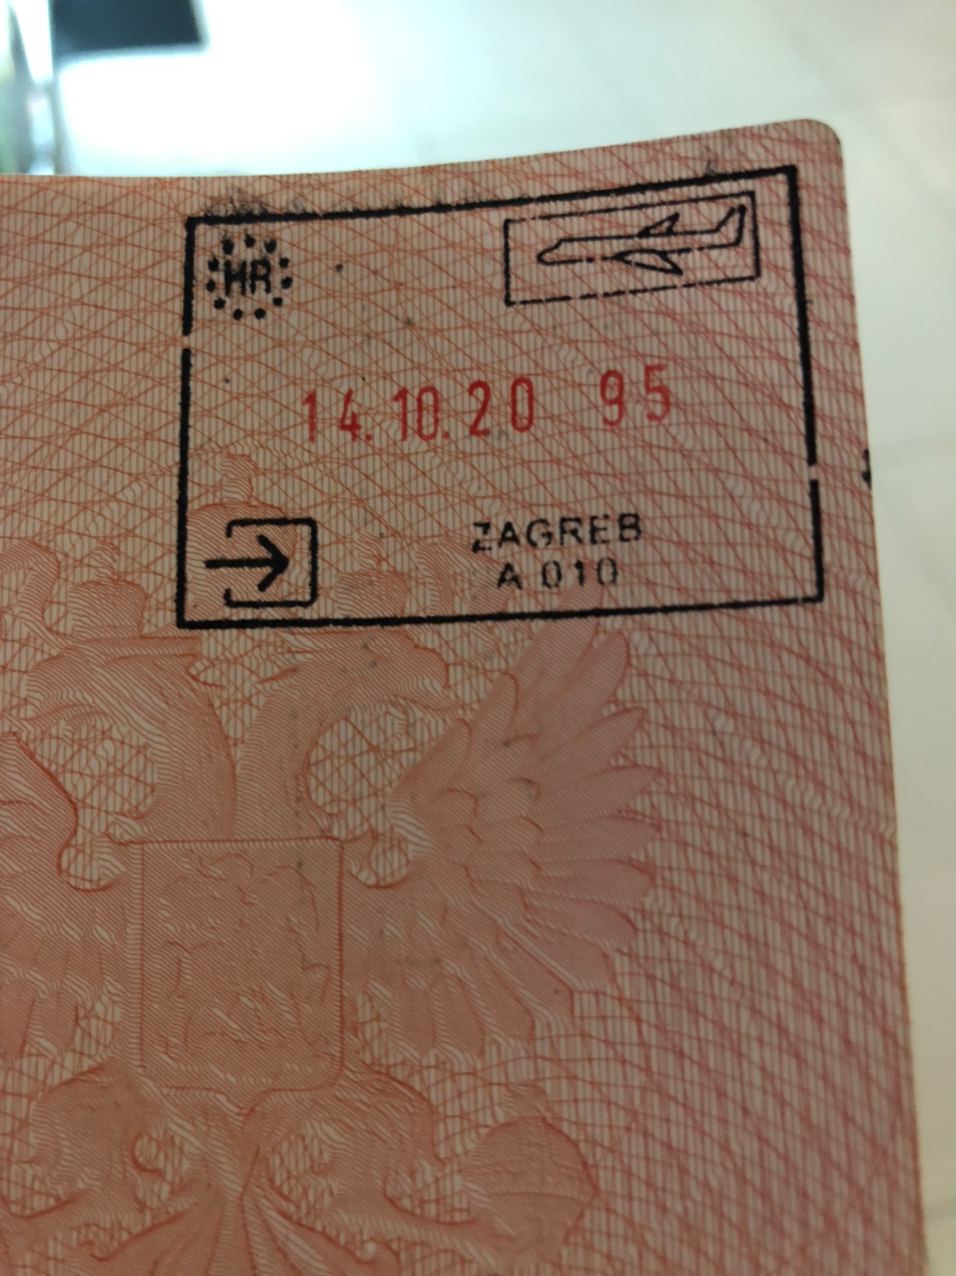 HR
14.10.20 95
ZAGREB
A 010